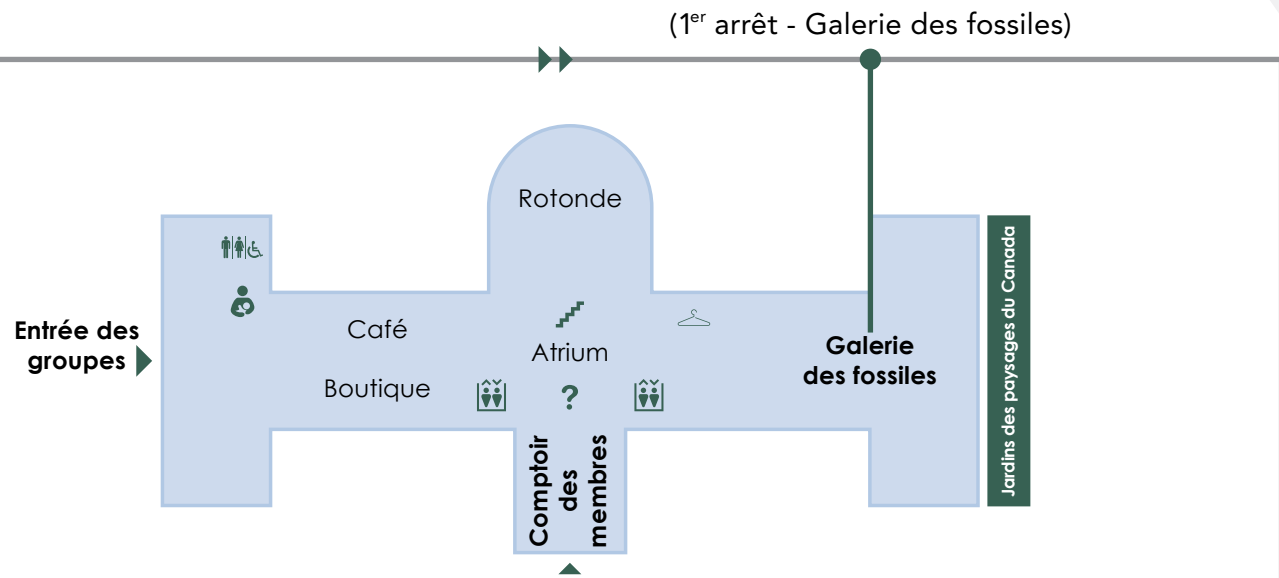 (1er arrêt - Galerie des fossiles)
Rotonde
Entrée des
groupes
Café
Boutique
Atrium
?
Comptoir
des
membres
Galerie
des fossiles
Jardins des paysages du Canada